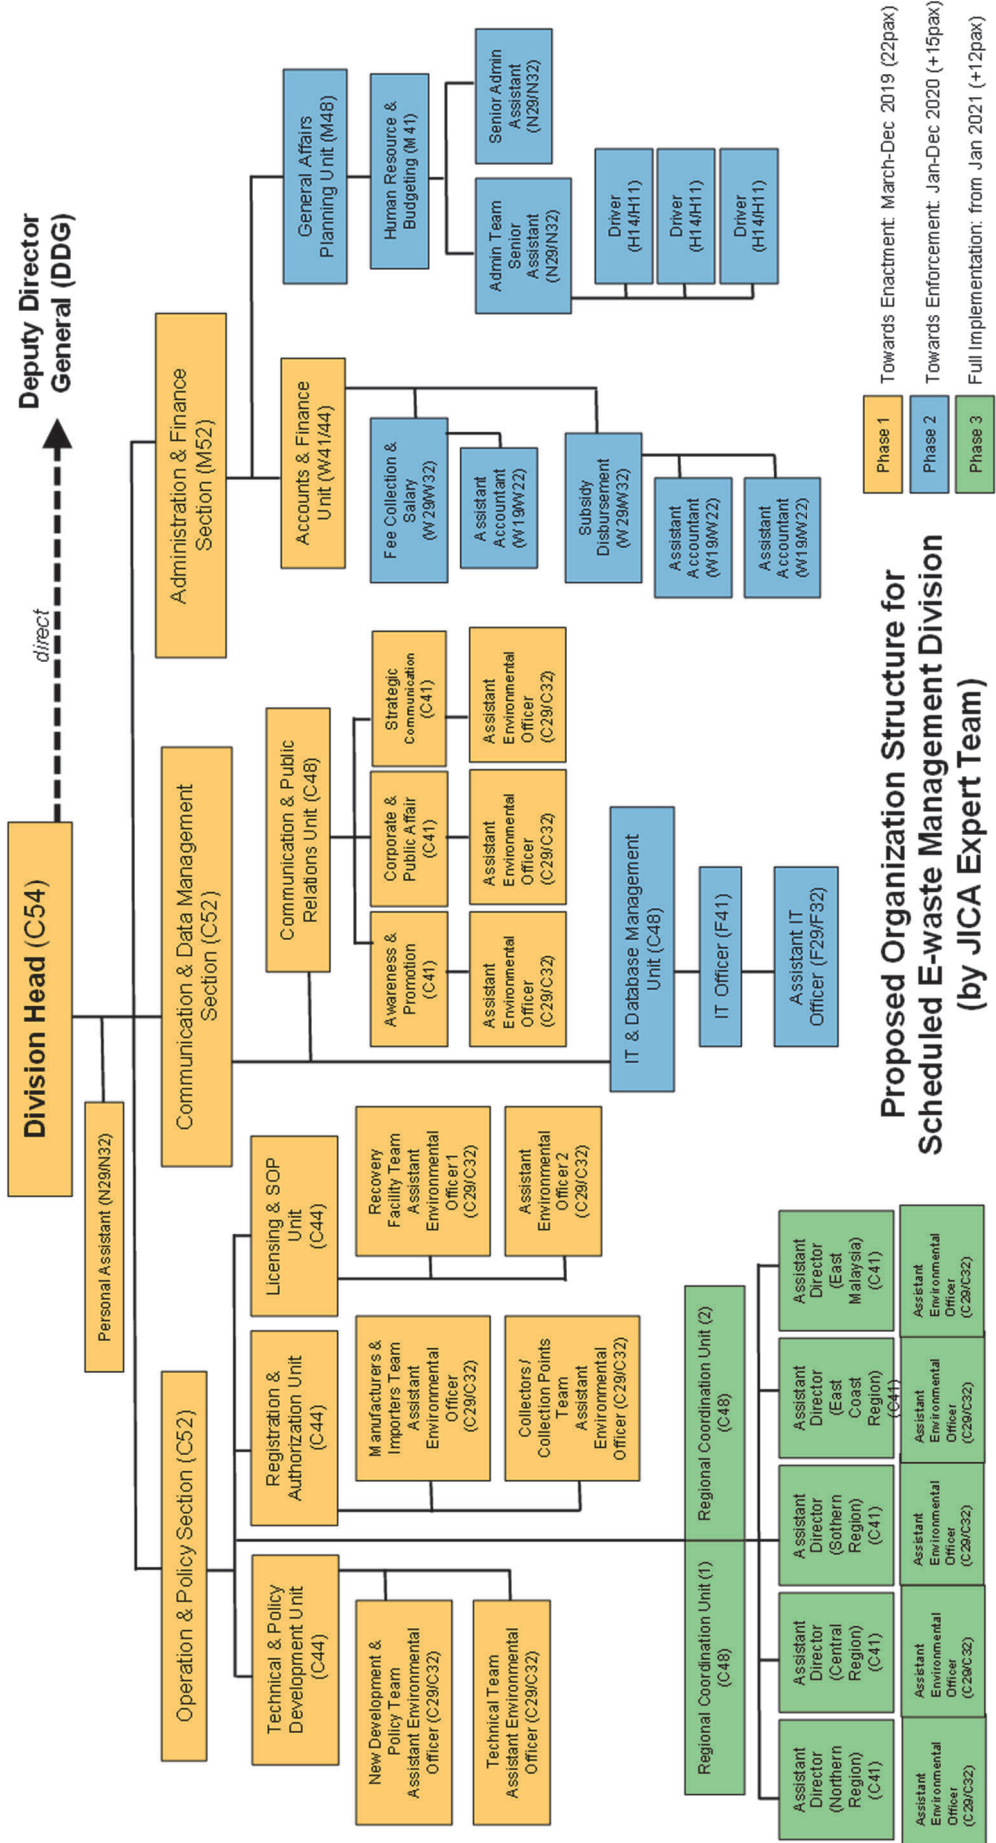 Division Head (C54)
direct
Deputy Director
General (DDG)
Personal Assistant (N29/N32)
Operation & Policy Section (C52)
Communication & Data Management
Section (C52)
Administration & Finance
Section (M52)
Technical & Policy
Development Unit
(C44)
New Development &
Policy Team
Assistant Environmental
Officer (C29/C32)
Technical Team
Assistant Environmental
Officer (C29/C32)
Registration &
Authorization Unit
(C44)
Manufacturers &
Importers Team
Assistant
Environmental
Officer
(C29/C32)
Collectors /
Collection Points
Team
Assistant
Environmental
Officer (C29/C32)
Licensing & SOP
Unit
(C44)
Recovery
Facility Team
Assistant
Environmental
Officer1
(C29/C32)
Assistant
Environmental
Officer2
(C29/C32)
Regional Coordination Unit (1)
(C48)
Regional Coordination Unit (2)
(C48)
Assistant
Director
(Northern
Region)
(C41)
Assistant
Director
(Central
Region)
(C41)
Assistant
Director
(Sothern
Region)
(C41)
Assistant
Director
(East
Coast
Region)
(C41)
Assistant
Director
(East
Malaysia)
(C41)
Assistant
Environmental
Officer
(C29/C32)
Assistant
Environmental
Officer
(C29/C32)
Assistant
Environmental
Officer
(C29/C32)
Assistant
Environmental
Officer
(C29/C32)
Assistant
Environmental
Officer
(C29/C32)
Communication & Public
Relations Unit (C48)
Awareness &
Promotion
(C41)
Corporate &
Public Affair
(C41)
Strategic
Communication
(C41)
Assistant
Environmental
Officer
(C29/C32)
Assistant
Environmental
Officer
(C29/C32)
Assistant
Environmental
Officer
(C29/C32)
IT & Database Management
Unit (C48)
IT Officer (F41)
Assistant IT
Officer (F29/F32)
Accounts & Finance
Unit (W41/44)
Fee Collection &
Salary
(W29/W32)
Assistant
Accountant
(W19/W22)
Subsidy
Disbursement
(W29/W32)
Assistant
Accountant
(W19/W22)
Assistant
Accountant
(W19/W22)
General Affairs
Planning Unit (M48)
Human Resource &
Budgeting (M41)
Admin Team
Senior
Assistant
(N29/N32)
Senior Admin
Assistant
(N29/N32)
Driver
(H14/H11)
Driver
(H14/H11)
Driver
(H14/H11)
Proposed Organization Structure for
Scheduled E-waste Management Division
(by JICA Expert Team)
Phase 1
Towards Enactment: March-Dec 2019 (22pax)
Phase 2
Towards Enforcement: Jan-Dec 2020 (+15pax)
Phase 3
Full Implementation: from Jan 2021 (+12pax)